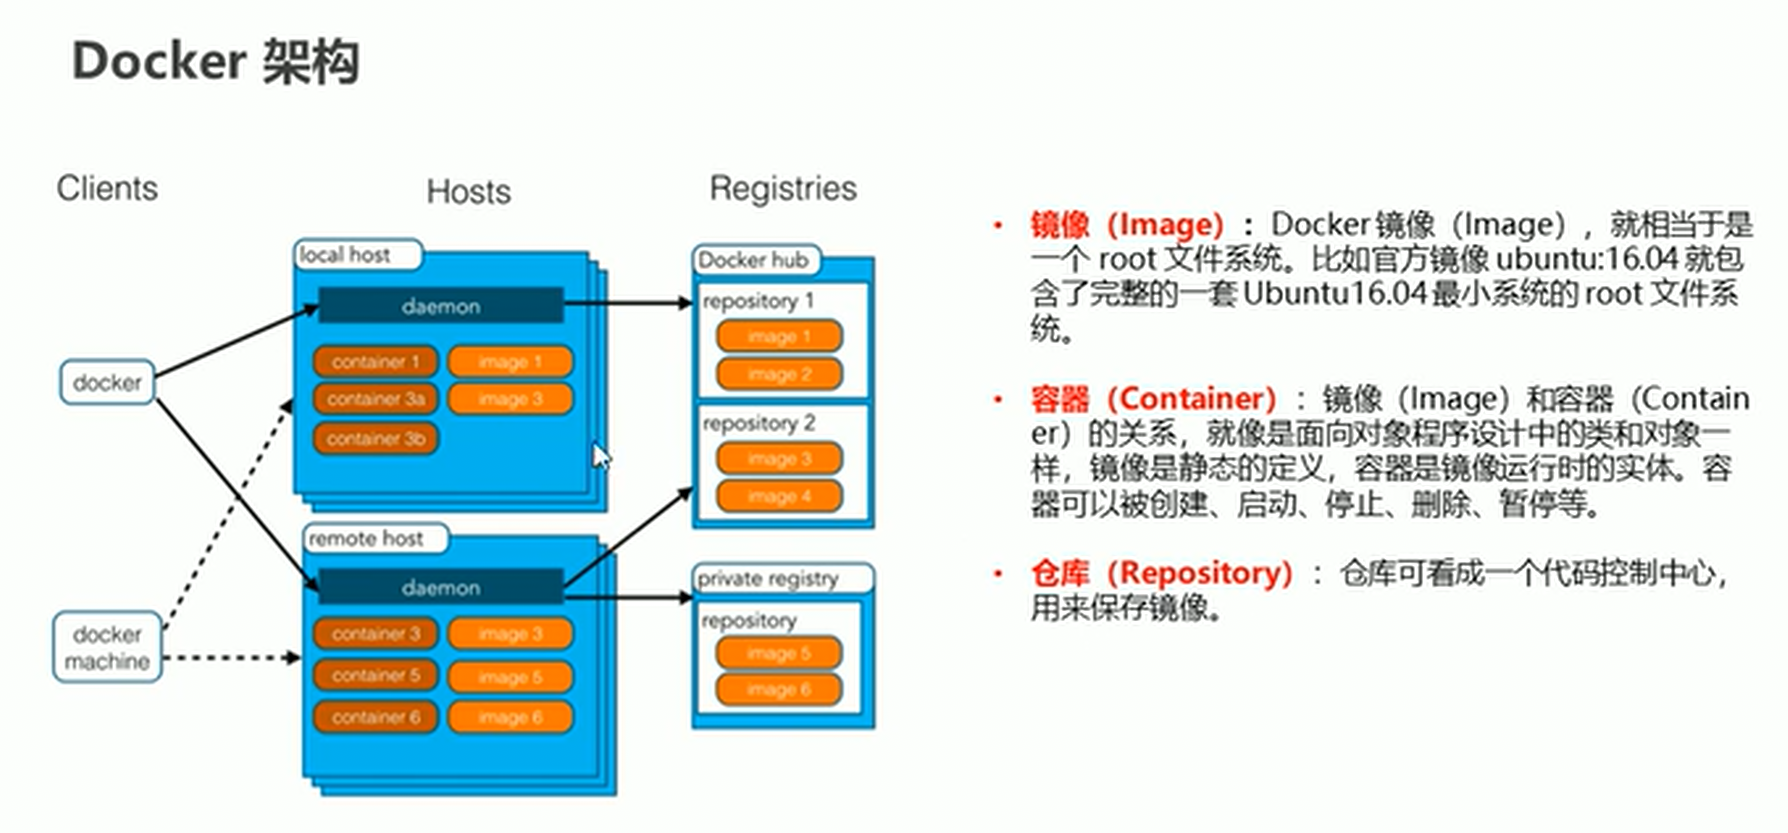 Docker 架构
Clients
Hosts
Registries
local host
daemon
container 1
image 1
container 3a
image 3
container 3b
docker
docker
machine
remote host
daemon
container 3
image 3
container 5
image 5
container 6
image 6
Docker hub
repository 1
image 1
image 2
repository 2
image 3
image 4
private registry
repository
image 5
image 6
• 镜像（Image）：Docker 镜像（Image），就相当于是
一个 root 文件系统。比如官方镜像 ubuntu:16.04 就包
含了完整的一套 Ubuntu16.04 最小系统的 root 文件系
统。
• 容器（Container）：镜像（Image）和容器（Contain
er）的关系，就像是面向对象程序设计中的类和对象一
样，镜像是静态的定义，容器是镜像运行时的实体。容
器可以被创建、启动、停止、删除、暂停等。
• 仓库（Repository）：仓库可看成一个代码控制中心，
用来保存镜像。